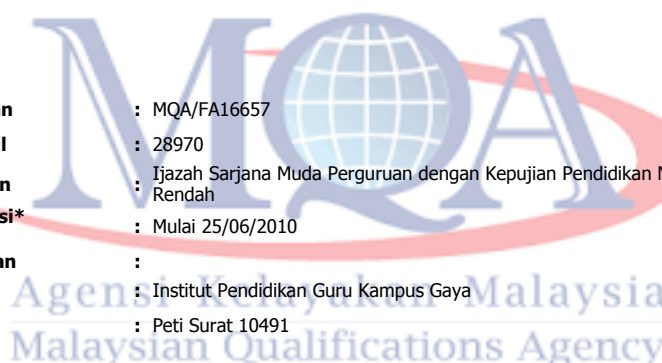 MQA
: MQA/FA16657
: 28970
: Ijazah Sarjana Muda Perguruan dengan Kepujian Pendidikan
Rendah
si*
: Mulai 25/06/2010
:
: Institut Pendidikan Guru Kampus Gaya
Agensi Kelayakan Malaysia
: Peti Surat 10491
Malaysian Qualifications Agency